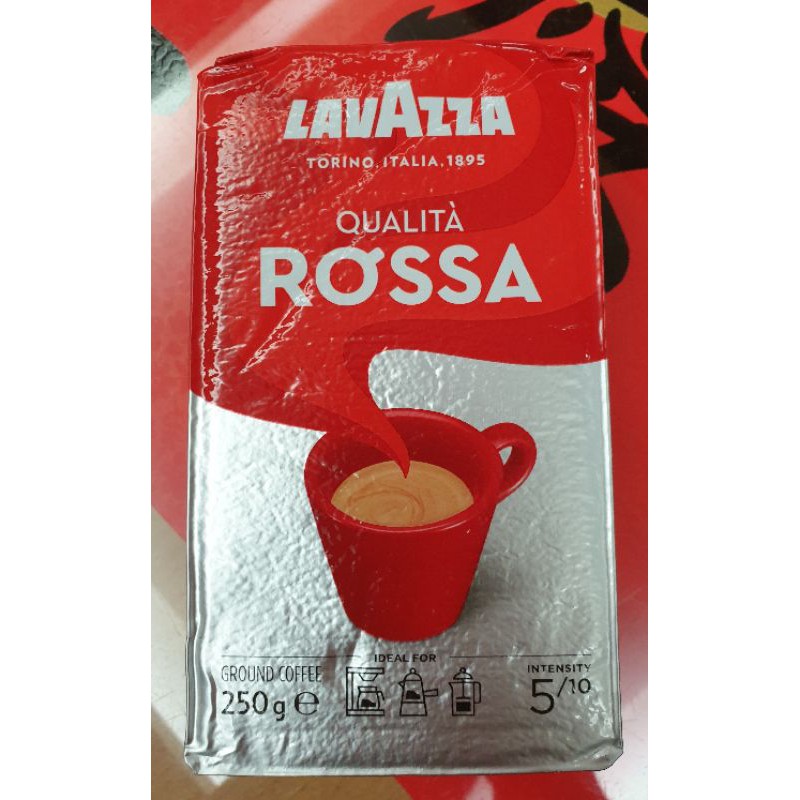 LAVAZZA
TORINO, ITALIA, 1895
QUALITÀ
ROSSA
IDEAL FOR
GROUND COFFEE
250g ℮
INTENSITY
5/10